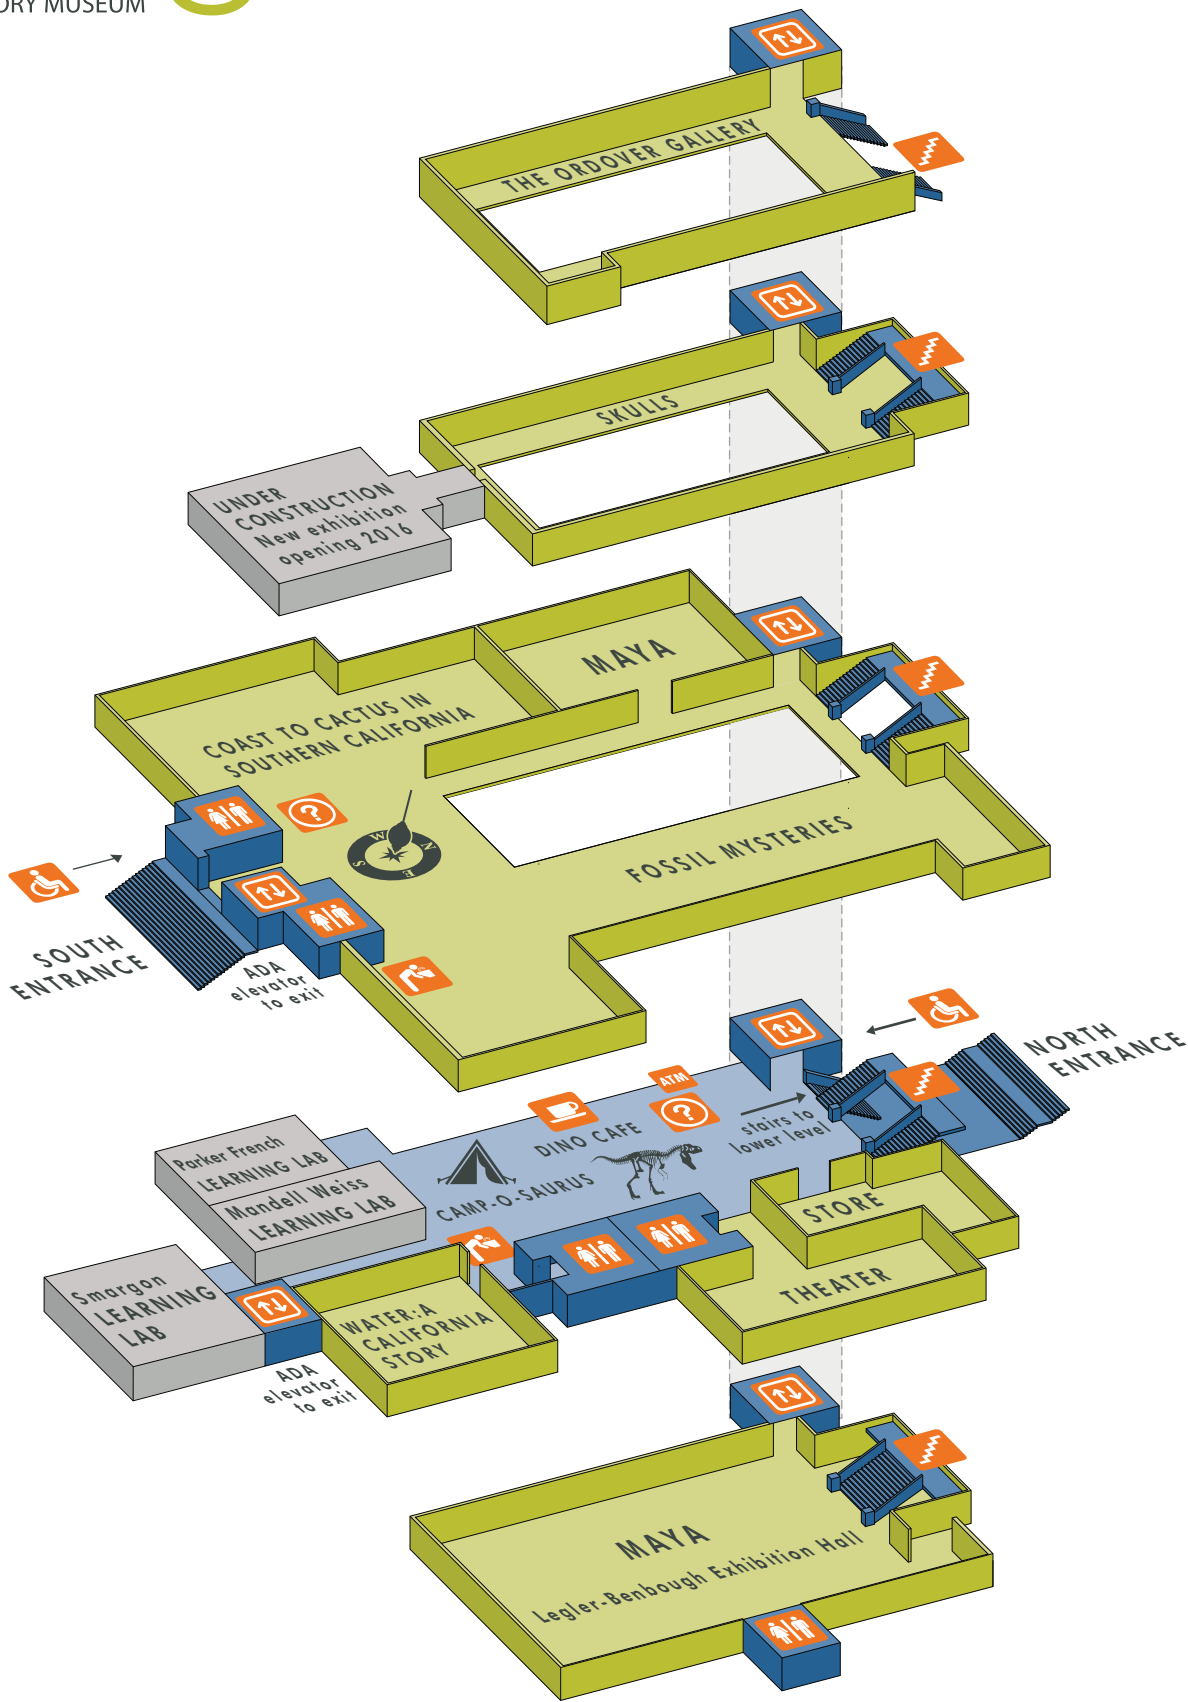 ORY MUSEUM
THE ORDOVER GALLERY
SKULLS
UNDER
CONSTRUCTION
New exhibition
opening 2016
MAYA
COAST TO CACTUS IN
SOUTHERN CALIFORNIA
W
N
S
E
FOSSIL MYSTERIES
SOUTH
ENTRANCE
ADA
elevator
to exit
NORTH
ENTRANCE
ATM
?
?
DINO CAFE
stairs to
lower level
Parker French
LEARNING LAB
Mandell Weiss
LEARNING LAB
CAMP-O-SAURUS
STORE
THEATER
Smargon
LEARNING
LAB
WATER:A
CALIFORNIA
STORY
ADA
elevator
to exit
MAYA
Legler-Benbough Exhibition Hall